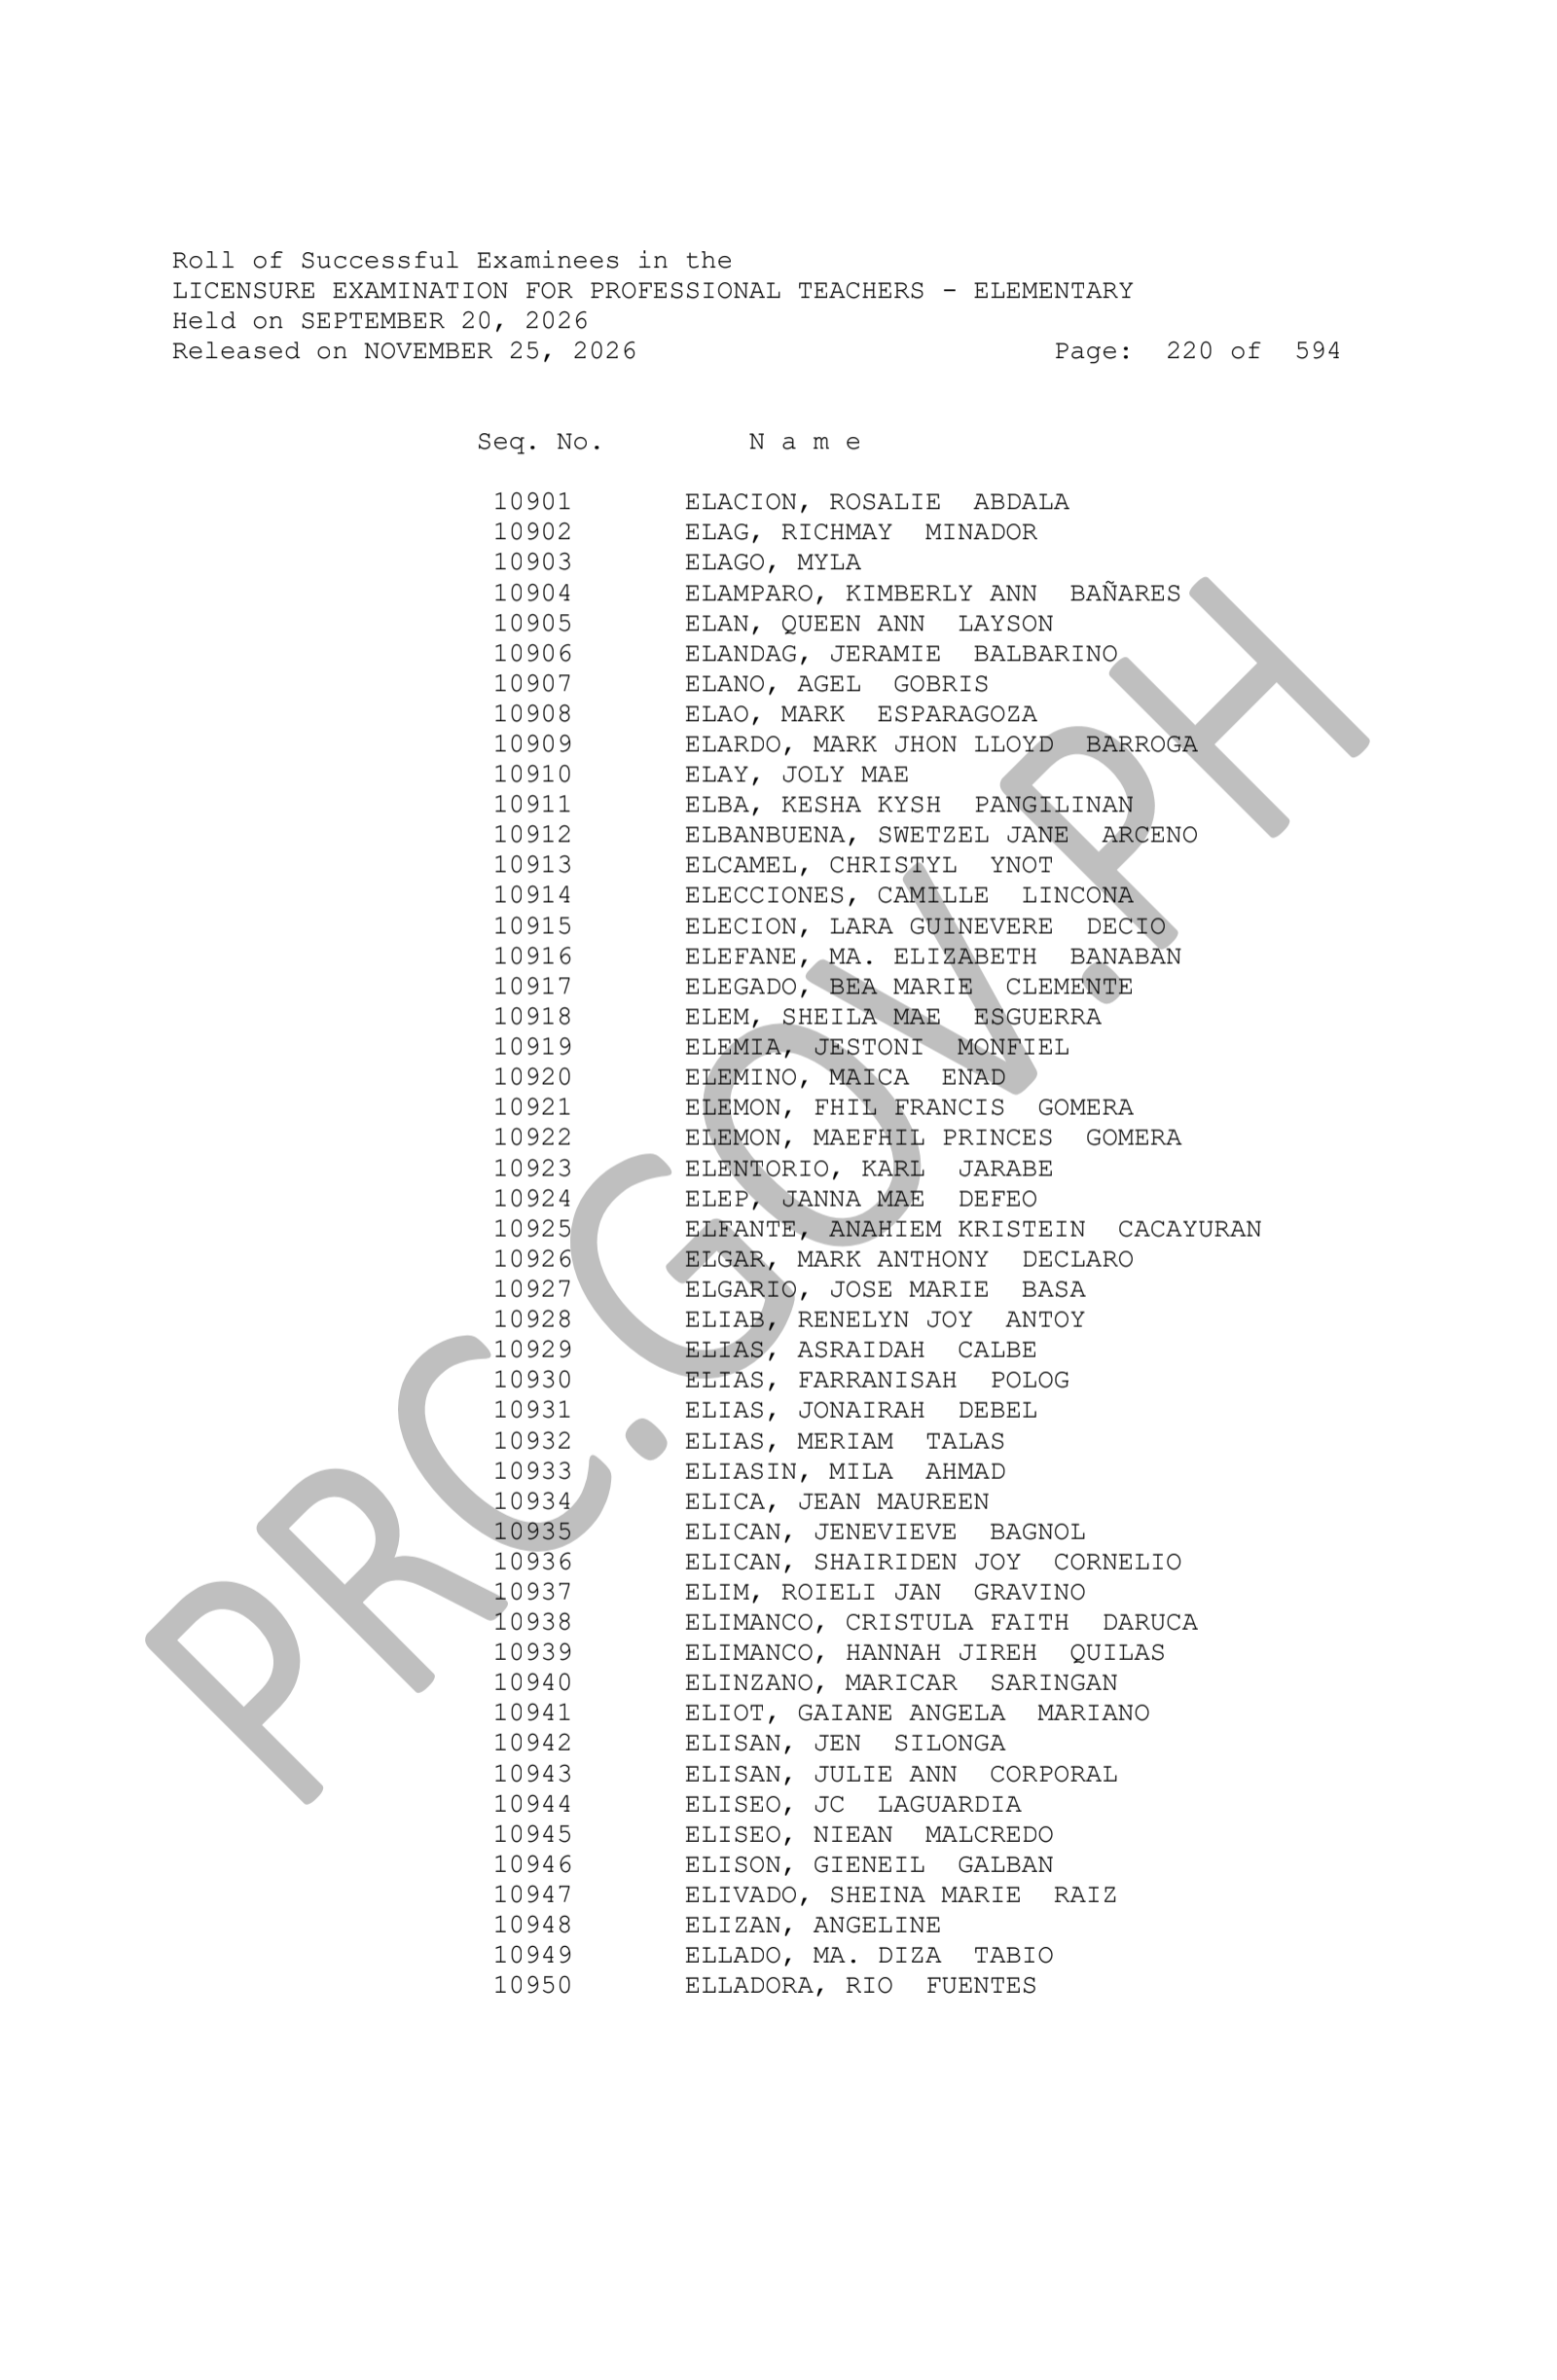 Roll of Successful Examinees in the
LICENSURE EXAMINATION FOR PROFESSIONAL TEACHERS - ELEMENTARY
Held on SEPTEMBER 20, 2026
Released on NOVEMBER 25, 2026 Page: 220 of 594
Seq. No. N a m e
10901 ELACION, ROSALIE ABDALA
10902 ELAG, RICHMAY MINADOR
10903 ELAGO, MYLA
10904 ELAMPARO, KIMBERLY ANN BAÑARES
10905 ELAN, QUEEN ANN LAYSON
10906 ELANDAG, JERAMIE BALBARINO
10907 ELANO, AGEL GOBRIS
10908 ELAO, MARK ESPARAGOZA
10909 ELARDO, MARK JHON LLOYD BARROGA
10910 ELAY, JOLY MAE
10911 ELBA, KESHA KYSH PANGILINAN
10912 ELBANBUENA, SWETZEL JANE ARCENO
10913 ELCAMEL, CHRISTYL YNOT
10914 ELECCIONES, CAMILLE LINCONA
10915 ELECION, LARA GUINEVERE DECIO
10916 ELEFANE, MA. ELIZABETH BANABAN
10917 ELEGADO, BEA MARIE CLEMENTE
10918 ELEM, SHEILA MAE ESGUERRA
10919 ELEMIA, JESTONI MONFIEL
10920 ELEMINO, MAICA ENAD
10921 ELEMON, FHIL FRANCIS GOMERA
10922 ELEMON, MAEFHIL PRINCES GOMERA
10923 ELENTORIO, KARL JARABE
10924 ELEP, JANNA MAE DEFEO
10925 ELFANTE, ANAHIEM KRISTEIN CACAYURAN
10926 ELGAR, MARK ANTHONY DECLARO
10927 ELGARIO, JOSE MARIE BASA
10928 ELIAB, RENELYN JOY ANTOY
10929 ELIAS, ASRAIDAH CALBE
10930 ELIAS, FARRANISAH POLOG
10931 ELIAS, JONAIRAH DEBEL
10932 ELIAS, MERIAM TALAS
10933 ELIASIN, MILA AHMAD
10934 ELICA, JEAN MAUREEN
10935 ELICAN, JENEVIEVE BAGNOL
10936 ELICAN, SHAIRIDEN JOY CORNELIO
10937 ELIM, ROIELI JAN GRAVINO
10938 ELIMANCO, CRISTULA FAITH DARUCA
10939 ELIMANCO, HANNAH JIREH QUILAS
10940 ELINZANO, MARICAR SARINGAN
10941 ELIOT, GAIANE ANGELA MARIANO
10942 ELISAN, JEN SILONGA
10943 ELISAN, JULIE ANN CORPORAL
10944 ELISEO, JC LAGUARDIA
10945 ELISEO, NIEAN MALCREDO
10946 ELISON, GIENEIL GALBAN
10947 ELIVADO, SHEINA MARIE RAIZ
10948 ELIZAN, ANGELINE
10949 ELLADO, MA. DIZA TABIO
10950 ELLADORA, RIO FUENTES
PRC.GOV.PH